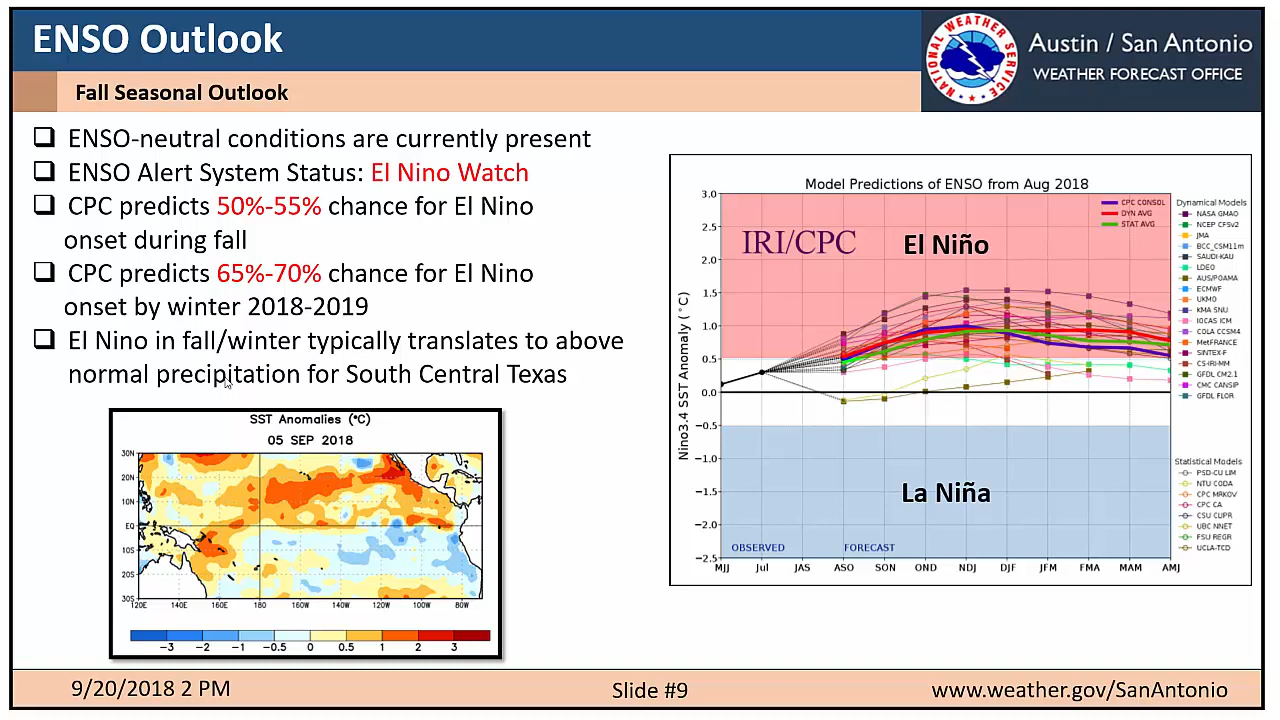 ENSO Outlook
NATIONAL WEATHER SERVICE
Austin / San Antonio
WEATHER FORECAST OFFICE
Fall Seasonal Outlook
ENSO-neutral conditions are currently present
ENSO Alert System Status: El Nino Watch
CPC predicts 50%-55% chance for El Nino
onset during fall
CPC predicts 65%-70% chance for El Nino
onset by winter 2018-2019
El Nino in fall/winter typically translates to above
normal precipitation for South Central Texas
SST Anomalies (°C)
05 SEP 2018
30N
20N
10N
EQ
10S
20S
30S
120E 140E 160E 180 160W 140W 120W 100W 80W
-3 -2 -1 -0.5 0 0.5 1 2 3
Model Predictions of ENSO from Aug 2018
Nino3.4 SST Anomaly (°C)
3.0
2.5
2.0
1.5
1.0
0.5
0.0
−0.5
−1.0
−1.5
−2.0
−2.5
IRI/CPC
El Niño
La Niña
CPC CONSOL
DYN AVG
STAT AVG
OBSERVED FORECAST
MJJ Jul JAS ASO SON OND NDJ DJF JFM FMA MAM AMJ
Dynamical Models
NASA GMAO
NCEP CFSv2
JMA
BCC_CSM11m
SAUDI-KAU
LDEO
AUS/POAMA
ECMWF
UKMO
KMA SNU
IOCAS ICM
COLA CCSM4
MetFRANCE
SINTEX-F
CS-IRI-MM
GFDL CM2.1
CMC CANSIP
GFDL FLOR
Statistical Models
PSD-CU LIM
NTU CODA
CPC MRKOV
CPC CA
CSU CLIPR
UBC NNET
FSU REGR
UCLA-TCD
9/20/2018 2 PM
Slide #9
www.weather.gov/SanAntonio